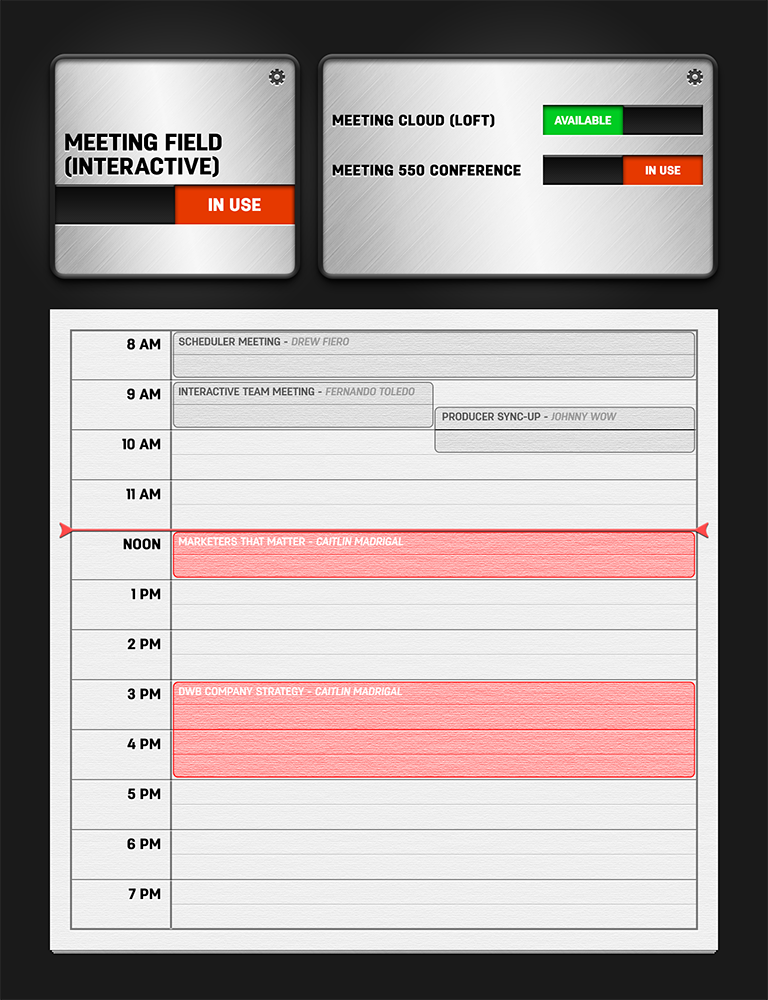 MEETING FIELD
(INTERACTIVE)
IN USE
MEETING CLOUD (LOFT)
AVAILABLE
MEETING 550 CONFERENCE
IN USE
8 AM
SCHEDULER MEETING - DREW FIERO
9 AM
INTERACTIVE TEAM MEETING - FERNANDO TOLEDO
PRODUCER SYNC-UP - JOHNNY WOW
10 AM
11 AM
NOON
MARKETERS THAT MATTER - CAITLIN MADRIGAL
1 PM
2 PM
3 PM
DWB COMPANY STRATEGY - CAITLIN MADRIGAL
4 PM
5 PM
6 PM
7 PM